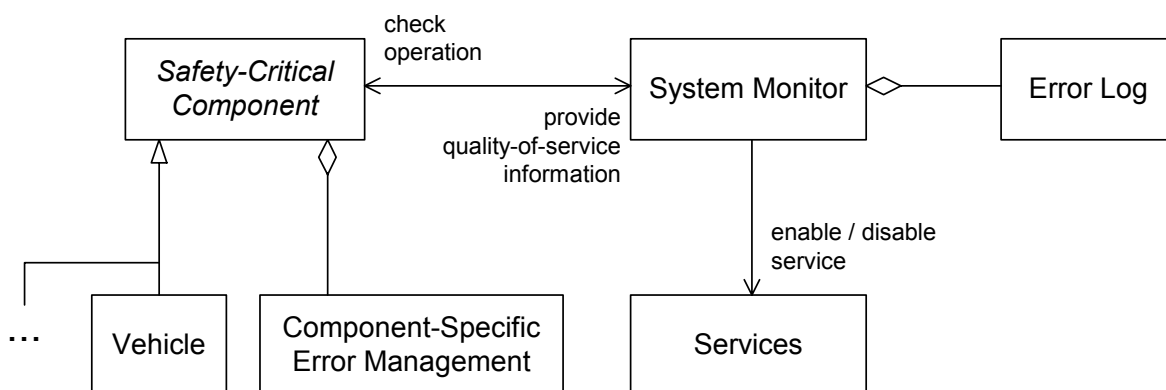 check
operation
Safety-Critical
Component
System Monitor
Error Log
provide
quality-of-service
information
enable / disable
service
...
Vehicle
Component-Specific
Error Management
Services